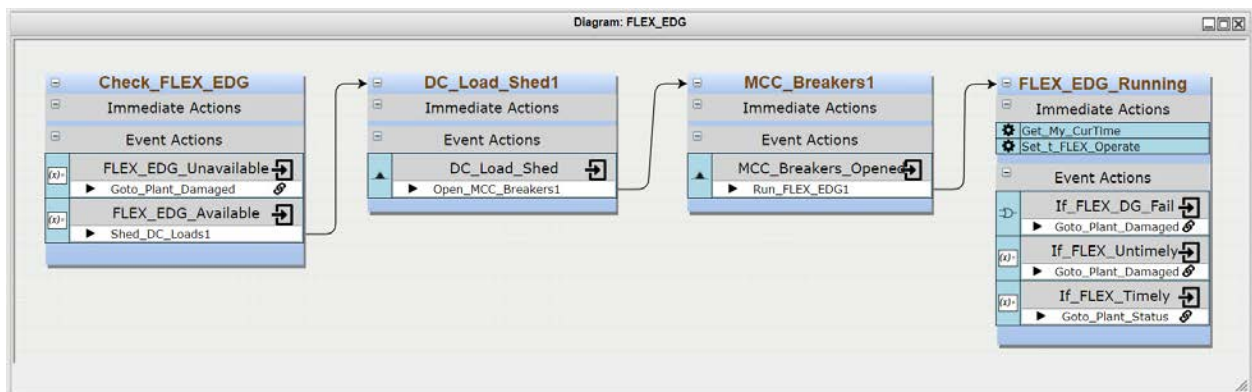 Diagram: FLEX_EDG
Check_FLEX_EDG
Immediate Actions
Event Actions
FLEX_EDG_Unavailable
Goto_Plant_Damaged
FLEX_EDG_Available
Shed_DC_Loads1
DC_Load_Shed1
Immediate Actions
Event Actions
DC_Load_Shed
Open_MCC_Breakers1
MCC_Breakers1
Immediate Actions
Event Actions
MCC_Breakers_Opened
Run_FLEX_EDG1
FLEX_EDG_Running
Immediate Actions
Get_My_CurTime
Set_t_FLEX_Operate
Event Actions
If_FLEX_DG_Fail
Goto_Plant_Damaged
If_FLEX_Untimely
Goto_Plant_Damaged
If_FLEX_Timely
Goto_Plant_Status